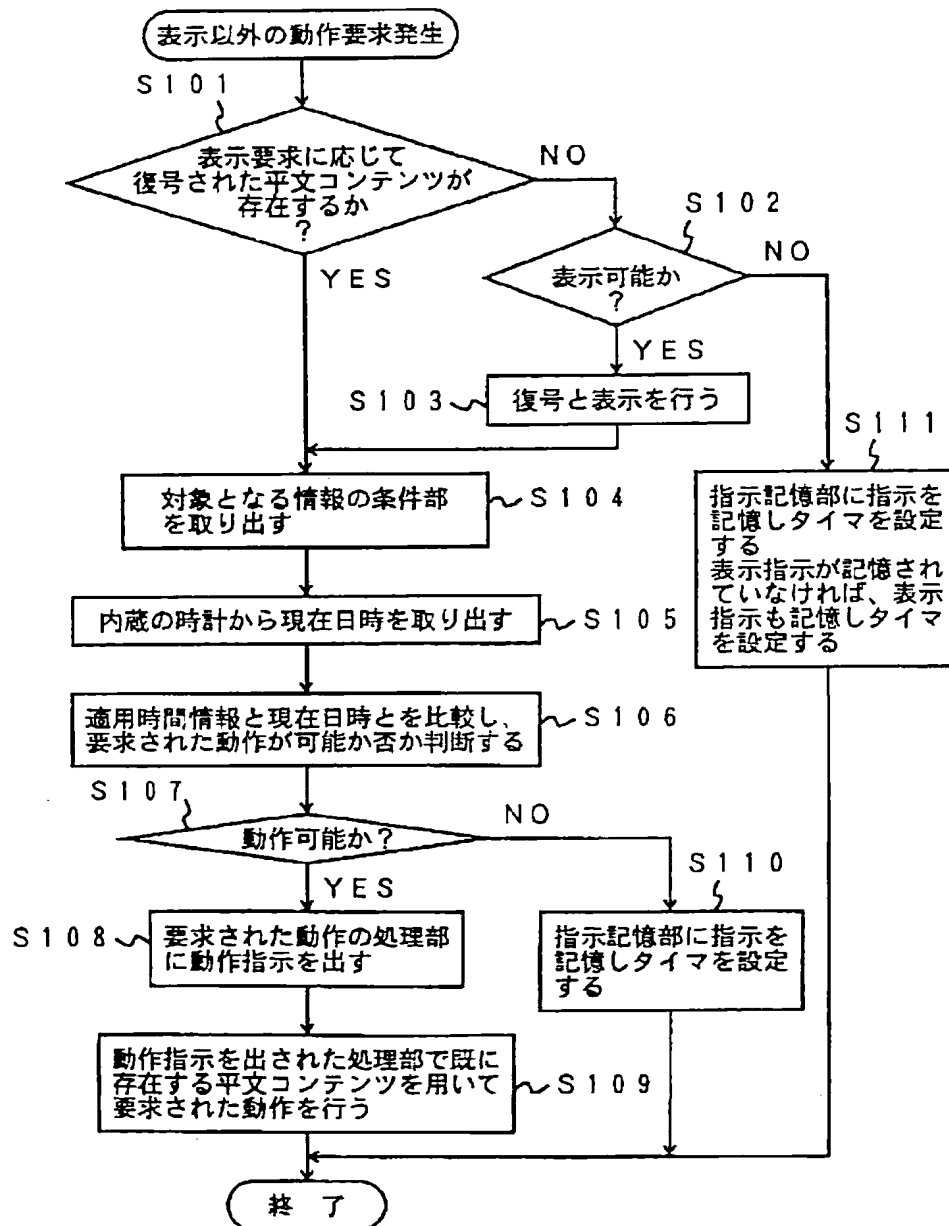 表示以外の動作要求発生
S101
表示要求に応じて
復号された平文コンテンツが
存在するか
?
NO
YES
S102
表示可能か
?
NO
YES
S103
復号と表示を行う
S111
指示記憶部に指示を
記憶しタイマを設定
する
表示指示が記憶され
ていなければ、表示
指示も記憶しタイマ
を設定する
対象となる情報の条件部
を取り出す
S104
内蔵の時計から現在日時を取り出す
S105
適用時間情報と現在日時とを比較し、
要求された動作が可能か否か判断する
S106
S107
動作可能か?
NO
YES
S108
要求された動作の処理部
に動作指示を出す
S110
指示記憶部に指示を
記憶しタイマを設定
する
動作指示を出された処理部で既に
存在する平文コンテンツを用いて
要求された動作を行う
S109
終 了